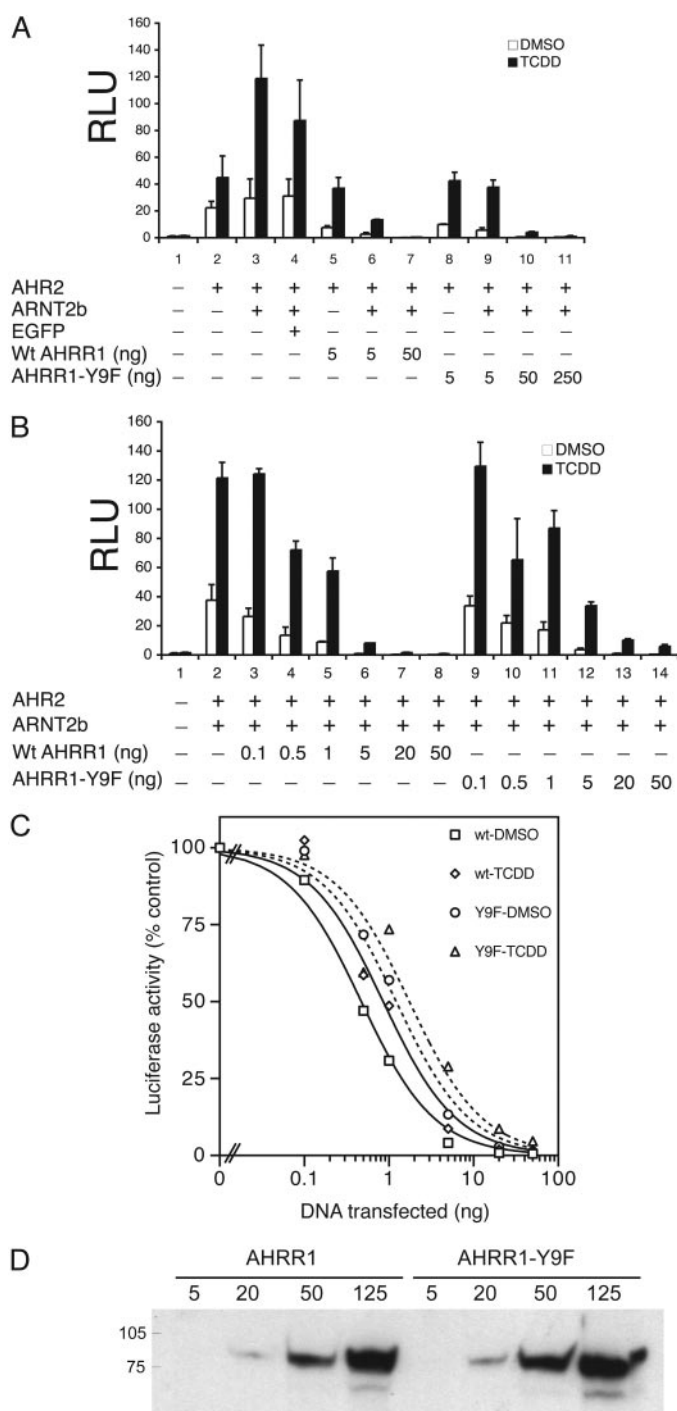 A
RLU
160
140
120
100
80
60
40
20
0
DMSO
TCDD
1 2 3 4 5 6 7 8 9 10 11
AHR2 – + + + + + + + + + +
ARNT2b – – + + – + + – + + +
EGFP – – – + – – – – – – –
Wt AHRR1 (ng) – – – – 5 5 50 – – – –
AHRR1-Y9F (ng) – – – – – – – 5 5 50 250
B
RLU
160
140
120
100
80
60
40
20
0
DMSO
TCDD
1 2 3 4 5 6 7 8 9 10 11 12 13 14
AHR2 – + + + + + + + + + + + + +
ARNT2b – + + + + + + + + + + + + +
Wt AHRR1 (ng) – – 0.1 0.5 1 5 20 50 – – – – – –
AHRR1-Y9F (ng) – – – – – – – – 0.1 0.5 1 5 20 50
C
Luciferase activity (% control)
100
75
50
25
0
wt-DMSO
wt-TCDD
Y9F-DMSO
Y9F-TCDD
0 0.1 1 10 100
DNA transfected (ng)
D
AHRR1 AHRR1-Y9F
5 20 50 125 5 20 50 125
105
75